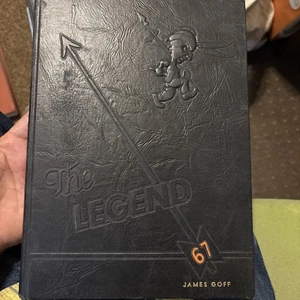 The
LEGEND
67
JAMES GOFF